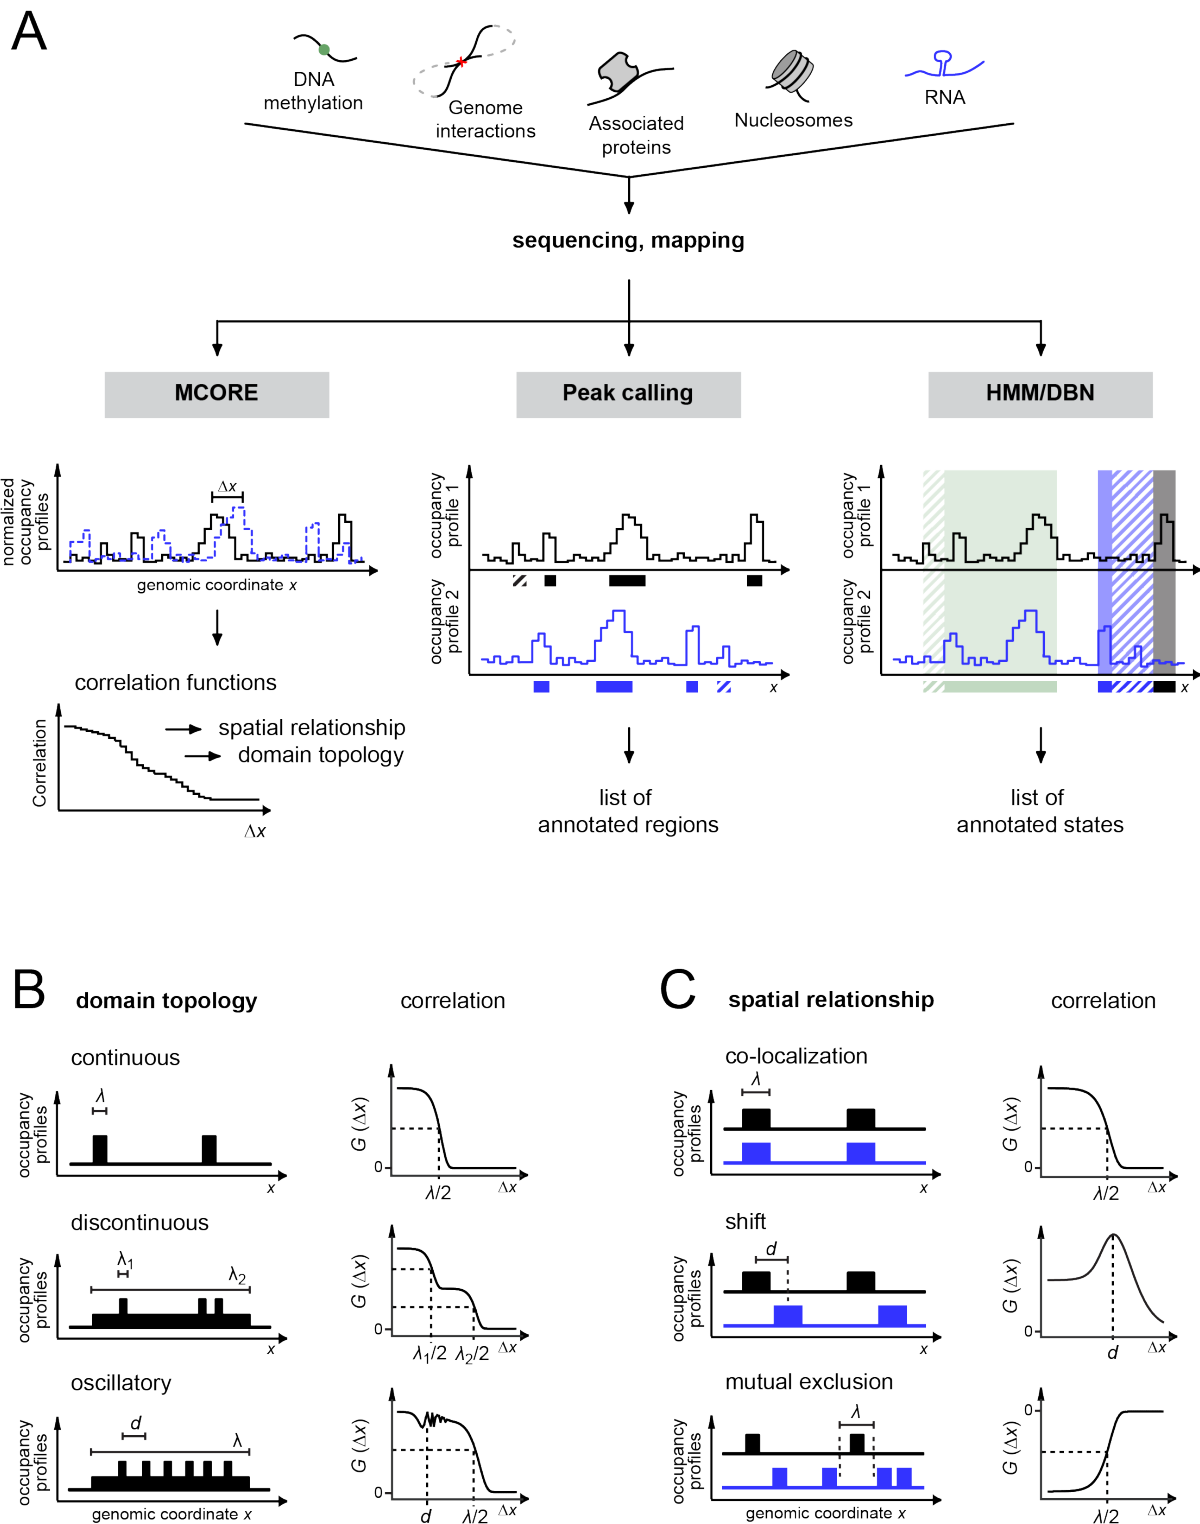 A
DNA
methylation
Genome
interactions
Associated
proteins
Nucleosomes
RNA
sequencing, mapping
MCORE
Peak calling
HMM/DBN
normalized
occupancy
profiles
Δx
genomic coordinate x
correlation functions
Correlation
spatial relationship
domain topology
Δx
occupancy
profile 1
occupancy
profile 2
x
list of
annotated regions
occupancy
profile 1
occupancy
profile 2
x
list of
annotated states
B
domain topology
correlation
continuous
occupancy
profiles
λ
x
G (Δx)
0
λ/2
Δx
discontinuous
occupancy
profiles
λ1
λ2
x
G (Δx)
0
λ1/2
λ2/2
Δx
oscillatory
occupancy
profiles
d
λ
genomic coordinate x
G (Δx)
0
d
λ/2
Δx
C
spatial relationship
correlation
co-localization
occupancy
profiles
λ
x
G (Δx)
0
λ/2
Δx
shift
occupancy
profiles
d
x
G (Δx)
0
d
Δx
mutual exclusion
occupancy
profiles
λ
genomic coordinate x
0
G (Δx)
λ/2
Δx